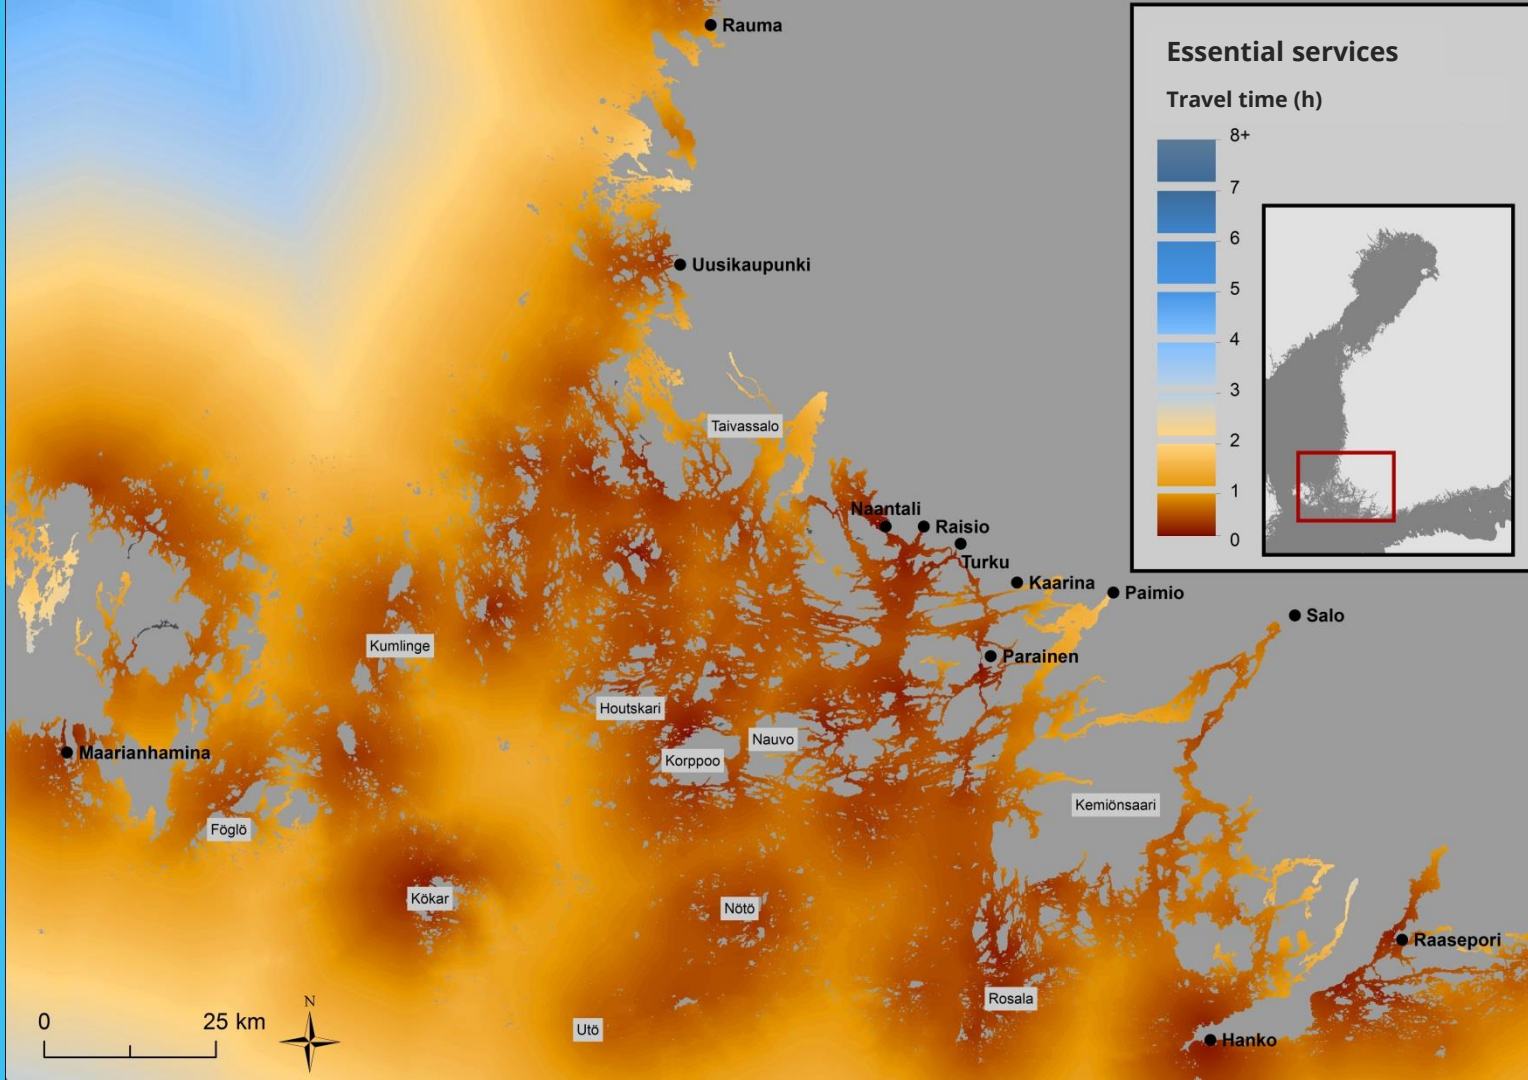 Rauma
Essential services
Travel time (h)
8+
7
6
5
4
3
2
1
0
Uusikaupunki
Taivassalo
Naantali
Raisio
Turku
Kaarina
Paimio
Salo
Kumlinge
Parainen
Houtskari
Nauvo
Maarianhamina
Korppoo
Kemiönsaari
Föglö
Kökar
Nötö
Raasepori
Rosala
N
0 25 km
Utö
Hanko